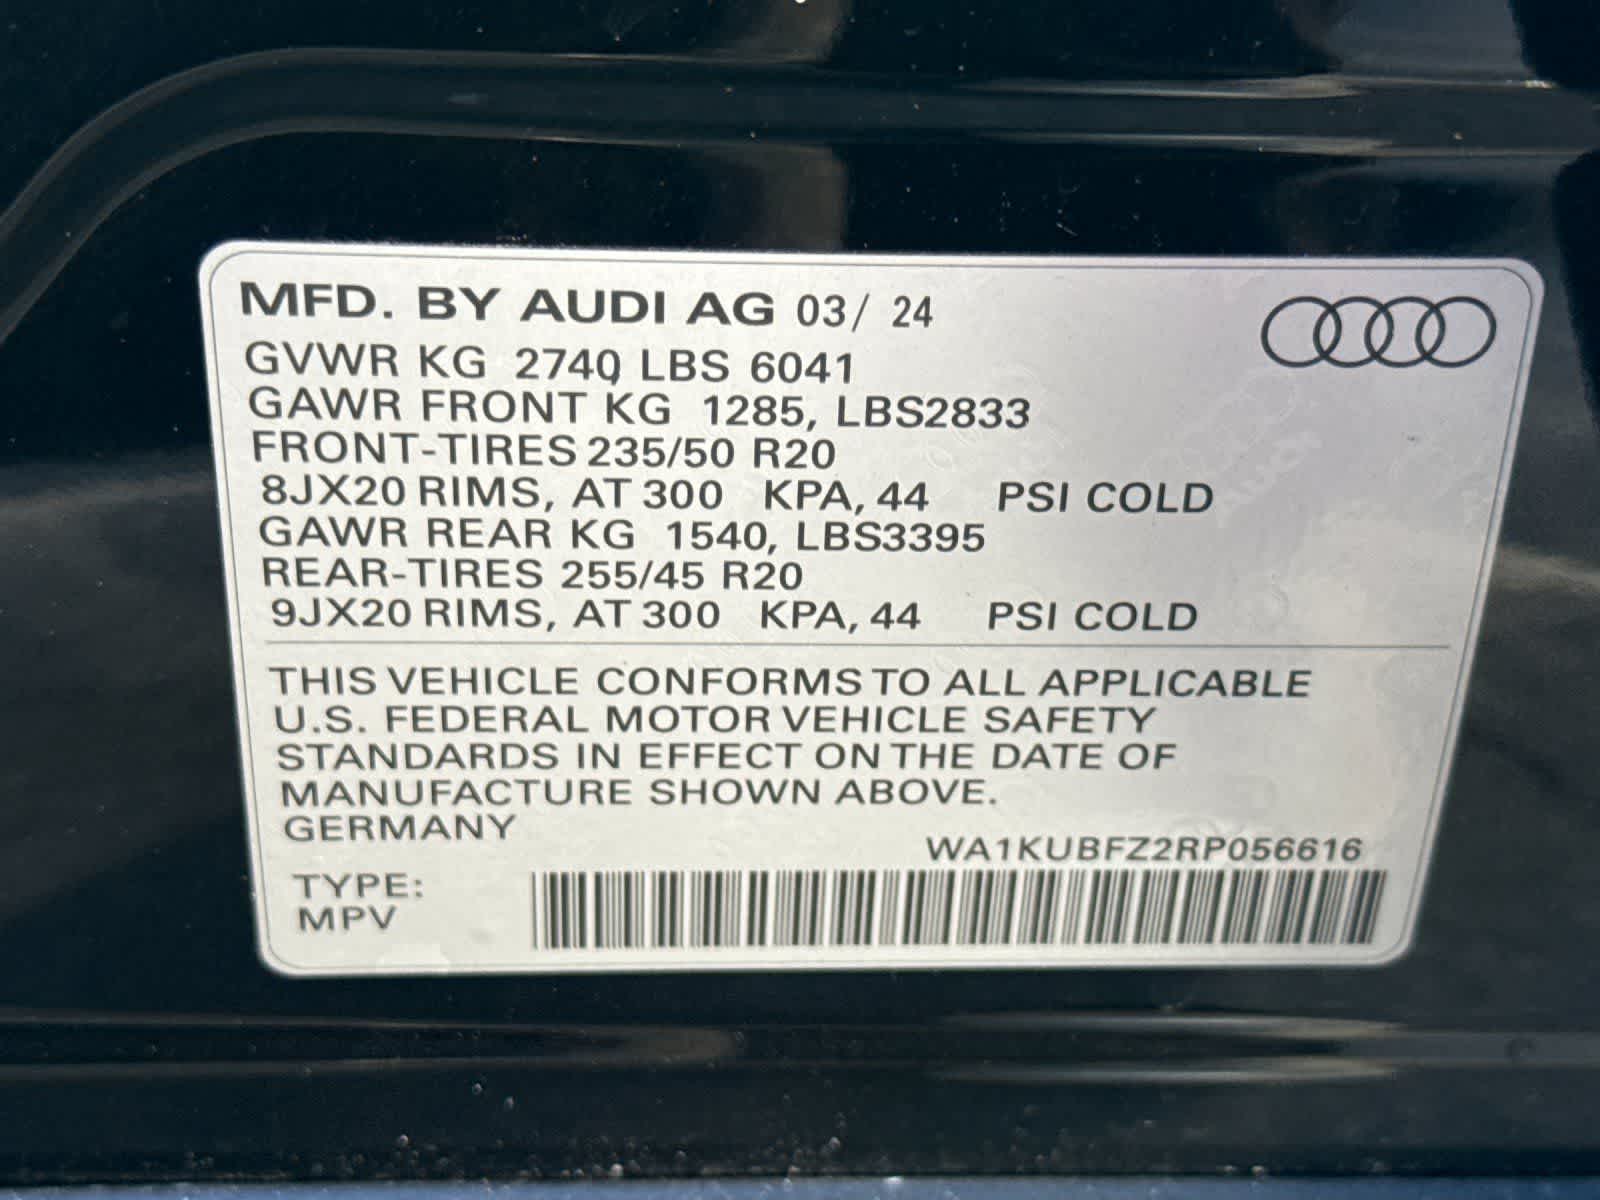 MFD. BY AUDI AG 03/ 24
GVWR KG 2740 LBS 6041
GAWR FRONT KG 1285, LBS2833
FRONT-TIRES 235/50 R20
8JX20 RIMS, AT 300 KPA, 44 PSI COLD
GAWR REAR KG 1540, LBS3395
REAR-TIRES 255/45 R20
9JX20 RIMS, AT 300 KPA, 44 PSI COLD
THIS VEHICLE CONFORMS TO ALL APPLICABLE
U.S. FEDERAL MOTOR VEHICLE SAFETY
STANDARDS IN EFFECT ON THE DATE OF
MANUFACTURE SHOWN ABOVE.
GERMANY
WA1KUBFZ2RP056616
TYPE:
MPV